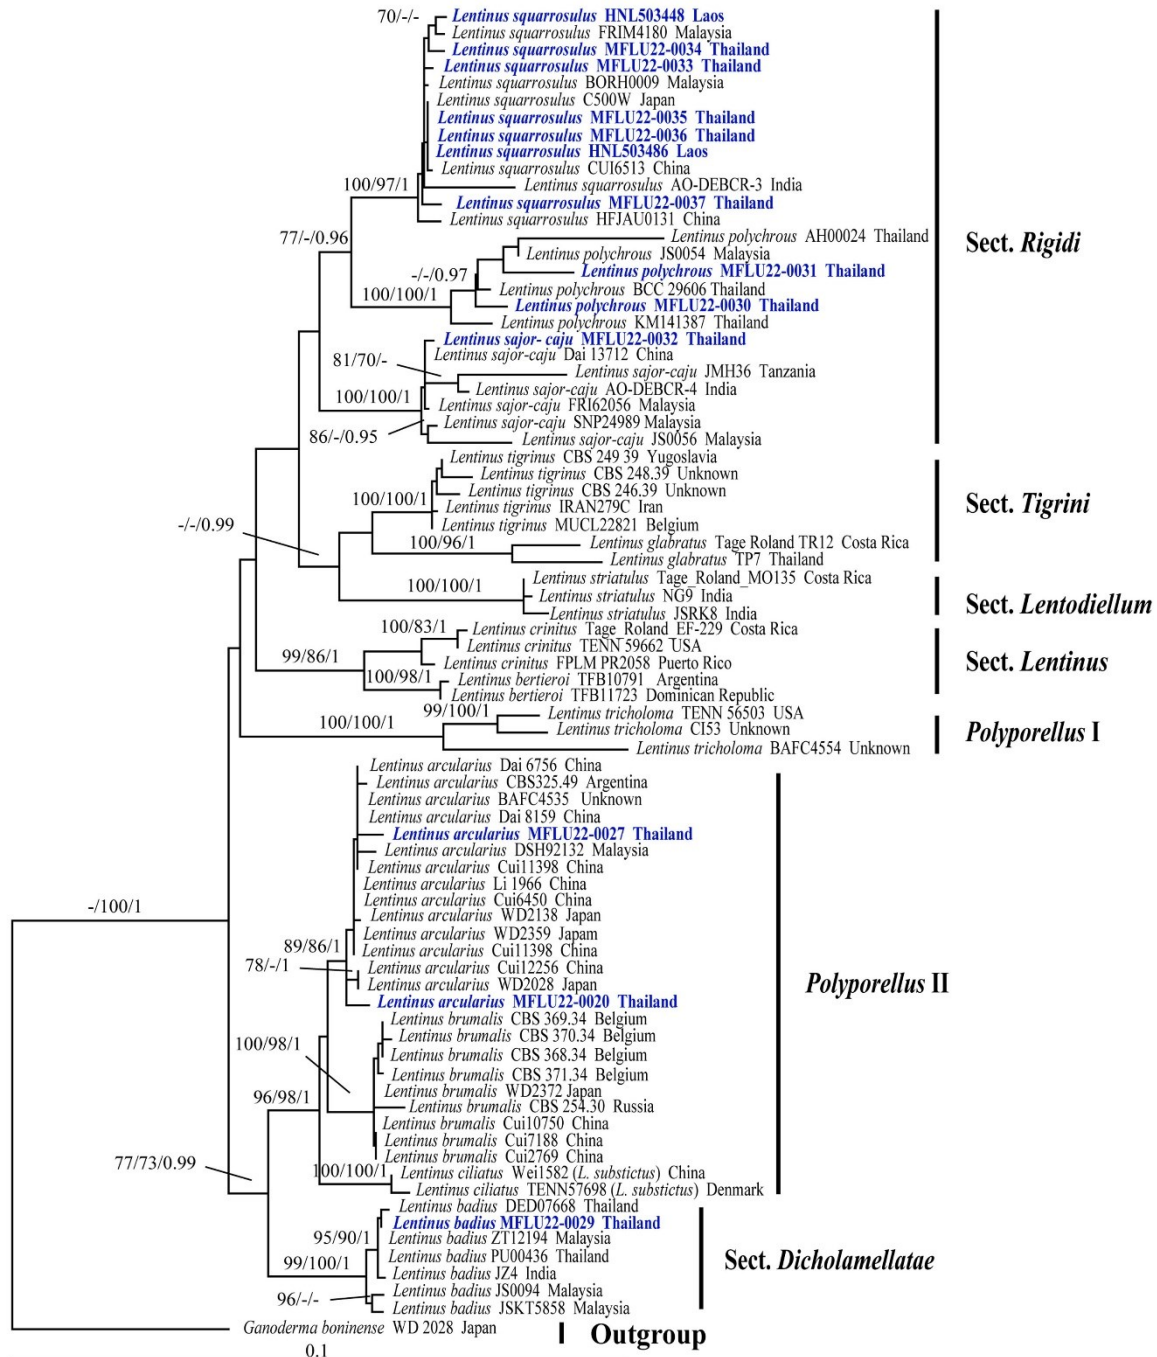 70/-/-
Lentinus squarrosulus HNL503448 Laos
Lentinus squarrosulus FRIM4180 Malaysia
Lentinus squarrosulus MFLU22-0034 Thailand
Lentinus squarrosulus MFLU22-0033 Thailand
Lentinus squarrosulus BORH0009 Malaysia
Lentinus squarrosulus C500W Japan
Lentinus squarrosulus MFLU22-0035 Thailand
Lentinus squarrosulus MFLU22-0036 Thailand
Lentinus squarrosulus HNL503486 Laos
Lentinus squarrosulus CUI6513 China
100/97/1
Lentinus squarrosulus AO-DEBCR-3 India
Lentinus squarrosulus MFLU22-0037 Thailand
Lentinus squarrosulus HFJAU0131 China
77/-/0.96
Lentinus polychrous AH00024 Thailand
Sect. Rigidi
Lentinus polychrous JS0054 Malaysia
-/-/0.97
Lentinus polychrous MFLU22-0031 Thailand
Lentinus polychrous BCC 29606 Thailand
100/100/1
Lentinus polychrous MFLU22-0030 Thailand
Lentinus polychrous KM141387 Thailand
Lentinus sajor- caju MFLU22-0032 Thailand
Lentinus sajor-caju Dai 13712 China
81/70/-
Lentinus sajor-caju JMH36 Tanzania
Lentinus sajor-caju AO-DEBCR-4 India
100/100/1
Lentinus sajor-caju FRI62056 Malaysia
Lentinus sajor-caju SNP24989 Malaysia
86/-/0.95
Lentinus sajor-caju JS0056 Malaysia
Lentinus tigrinus CBS 249 39 Yugoslavia
Lentinus tigrinus CBS 248.39 Unknown
Lentinus tigrinus CBS 246.39 Unknown
100/100/1
Lentinus tigrinus IRAN279C Iran
Sect. Tigrini
Lentinus tigrinus MUCL22821 Belgium
-/-/0.99
100/96/1
Lentinus glabratus Tage Roland TR12 Costa Rica
Lentinus glabratus TP7 Thailand
Lentinus striatulus Tage_Roland_MO135 Costa Rica
100/100/1
Lentinus striatulus NG9 India
Sect. Lentodiellum
Lentinus striatulus JSRK8 India
100/83/1
Lentinus crinitus Tage_Roland_EF-229 Costa Rica
Lentinus crinitus TENN 59662 USA
99/86/1
Lentinus crinitus FPLM PR2058 Puerto Rico
Sect. Lentinus
100/98/1
Lentinus bertieroi TFB10791 Argentina
Lentinus bertieroi TFB11723 Dominican Republic
99/100/1
Lentinus tricholoma TENN 56503 USA
100/100/1
Lentinus tricholoma CI53 Unknown
Polyporellus I
Lentinus tricholoma BAFC4554 Unknown
Lentinus arcularius Dai 6756 China
Lentinus arcularius CBS325.49 Argentina
Lentinus arcularius BAFC4535 Unknown
Lentinus arcularius Dai 8159 China
Lentinus arcularius MFLU22-0027 Thailand
Lentinus arcularius DSH92132 Malaysia
Lentinus arcularius Cui11398 China
Lentinus arcularius Li 1966 China
Lentinus arcularius Cui6450 China
-/100/1
Lentinus arcularius WD2138 Japan
Lentinus arcularius WD2359 Japam
89/86/1
Lentinus arcularius Cui11398 China
78/-/1
Lentinus arcularius Cui12256 China
Lentinus arcularius WD2028 Japan
Polyporellus II
Lentinus arcularius MFLU22-0020 Thailand
Lentinus brumalis CBS 369.34 Belgium
Lentinus brumalis CBS 370.34 Belgium
100/98/1
Lentinus brumalis CBS 368.34 Belgium
Lentinus brumalis CBS 371.34 Belgium
96/98/1
Lentinus brumalis WD2372 Japan
Lentinus brumalis CBS 254.30 Russia
Lentinus brumalis Cui10750 China
Lentinus brumalis Cui7188 China
Lentinus brumalis Cui2769 China
77/73/0.99
100/100/1
Lentinus ciliatus Wei1582 (L. substictus) China
Lentinus ciliatus TENN57698 (L. substictus) Denmark
Lentinus badius DED07668 Thailand
Lentinus badius MFLU22-0029 Thailand
95/90/1
Lentinus badius ZT12194 Malaysia
Lentinus badius PU00436 Thailand
Sect. Dicholamellatae
99/100/1
Lentinus badius JZ4 India
Lentinus badius JS0094 Malaysia
96/-/-
Lentinus badius JSKT5858 Malaysia
Ganoderma boninense WD 2028 Japan
Outgroup
0.1